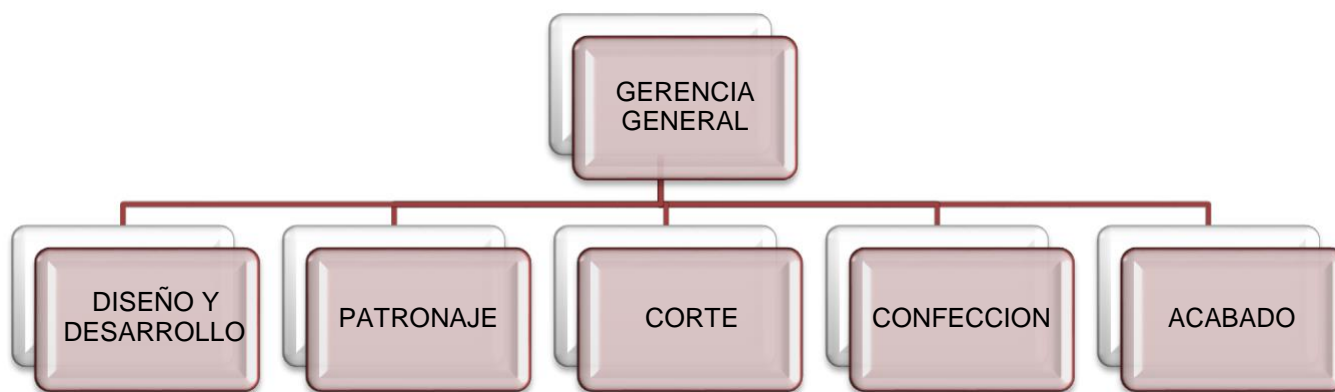 GERENCIA
GENERAL
DISEÑO Y
DESARROLLO
PATRONAJE
CORTE
CONFECCION
ACABADO